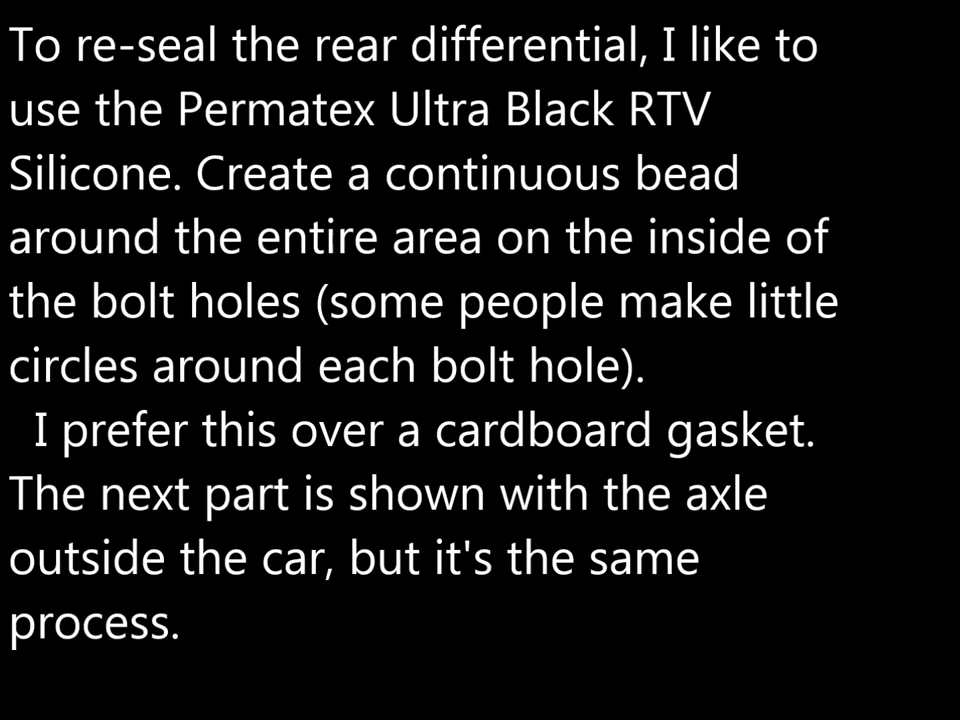 To re-seal the rear differential, I like to
use the Permatex Ultra Black RTV
Silicone. Create a continuous bead
around the entire area on the inside of
the bolt holes (some people make little
circles around each bolt hole).
I prefer this over a cardboard gasket.
The next part is shown with the axle
outside the car, but it's the same
process.